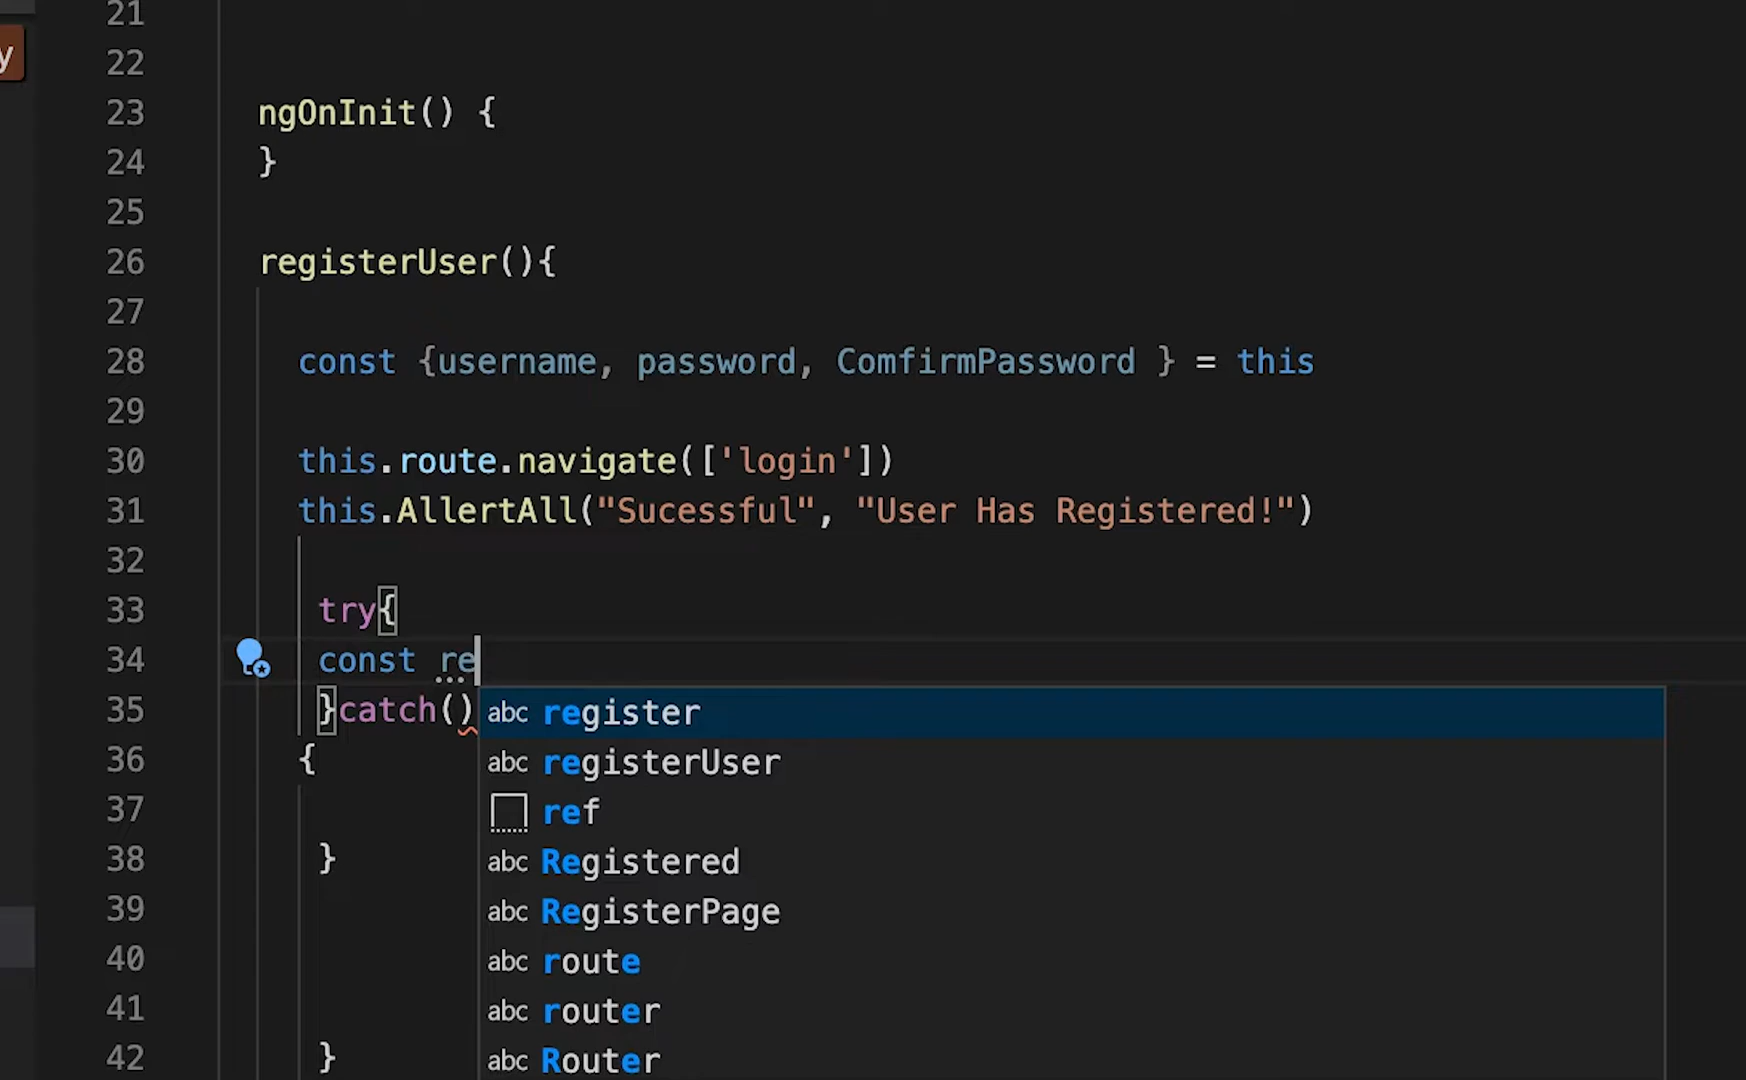 y
21
22
23 ngOnInit() {
24 }
25
26 registerUser(){
27
28 const {username, password, ComfirmPassword } = this
29
30 this.route.navigate(['login'])
31 this.AllertAll("Sucessful", "User Has Registered!")
32
33 try{
34 const re
35 }catch()
abc register
36 {
abc registerUser
37
ref
38 }
abc Registered
39
abc RegisterPage
40
abc route
41
abc router
42 }
abc Router